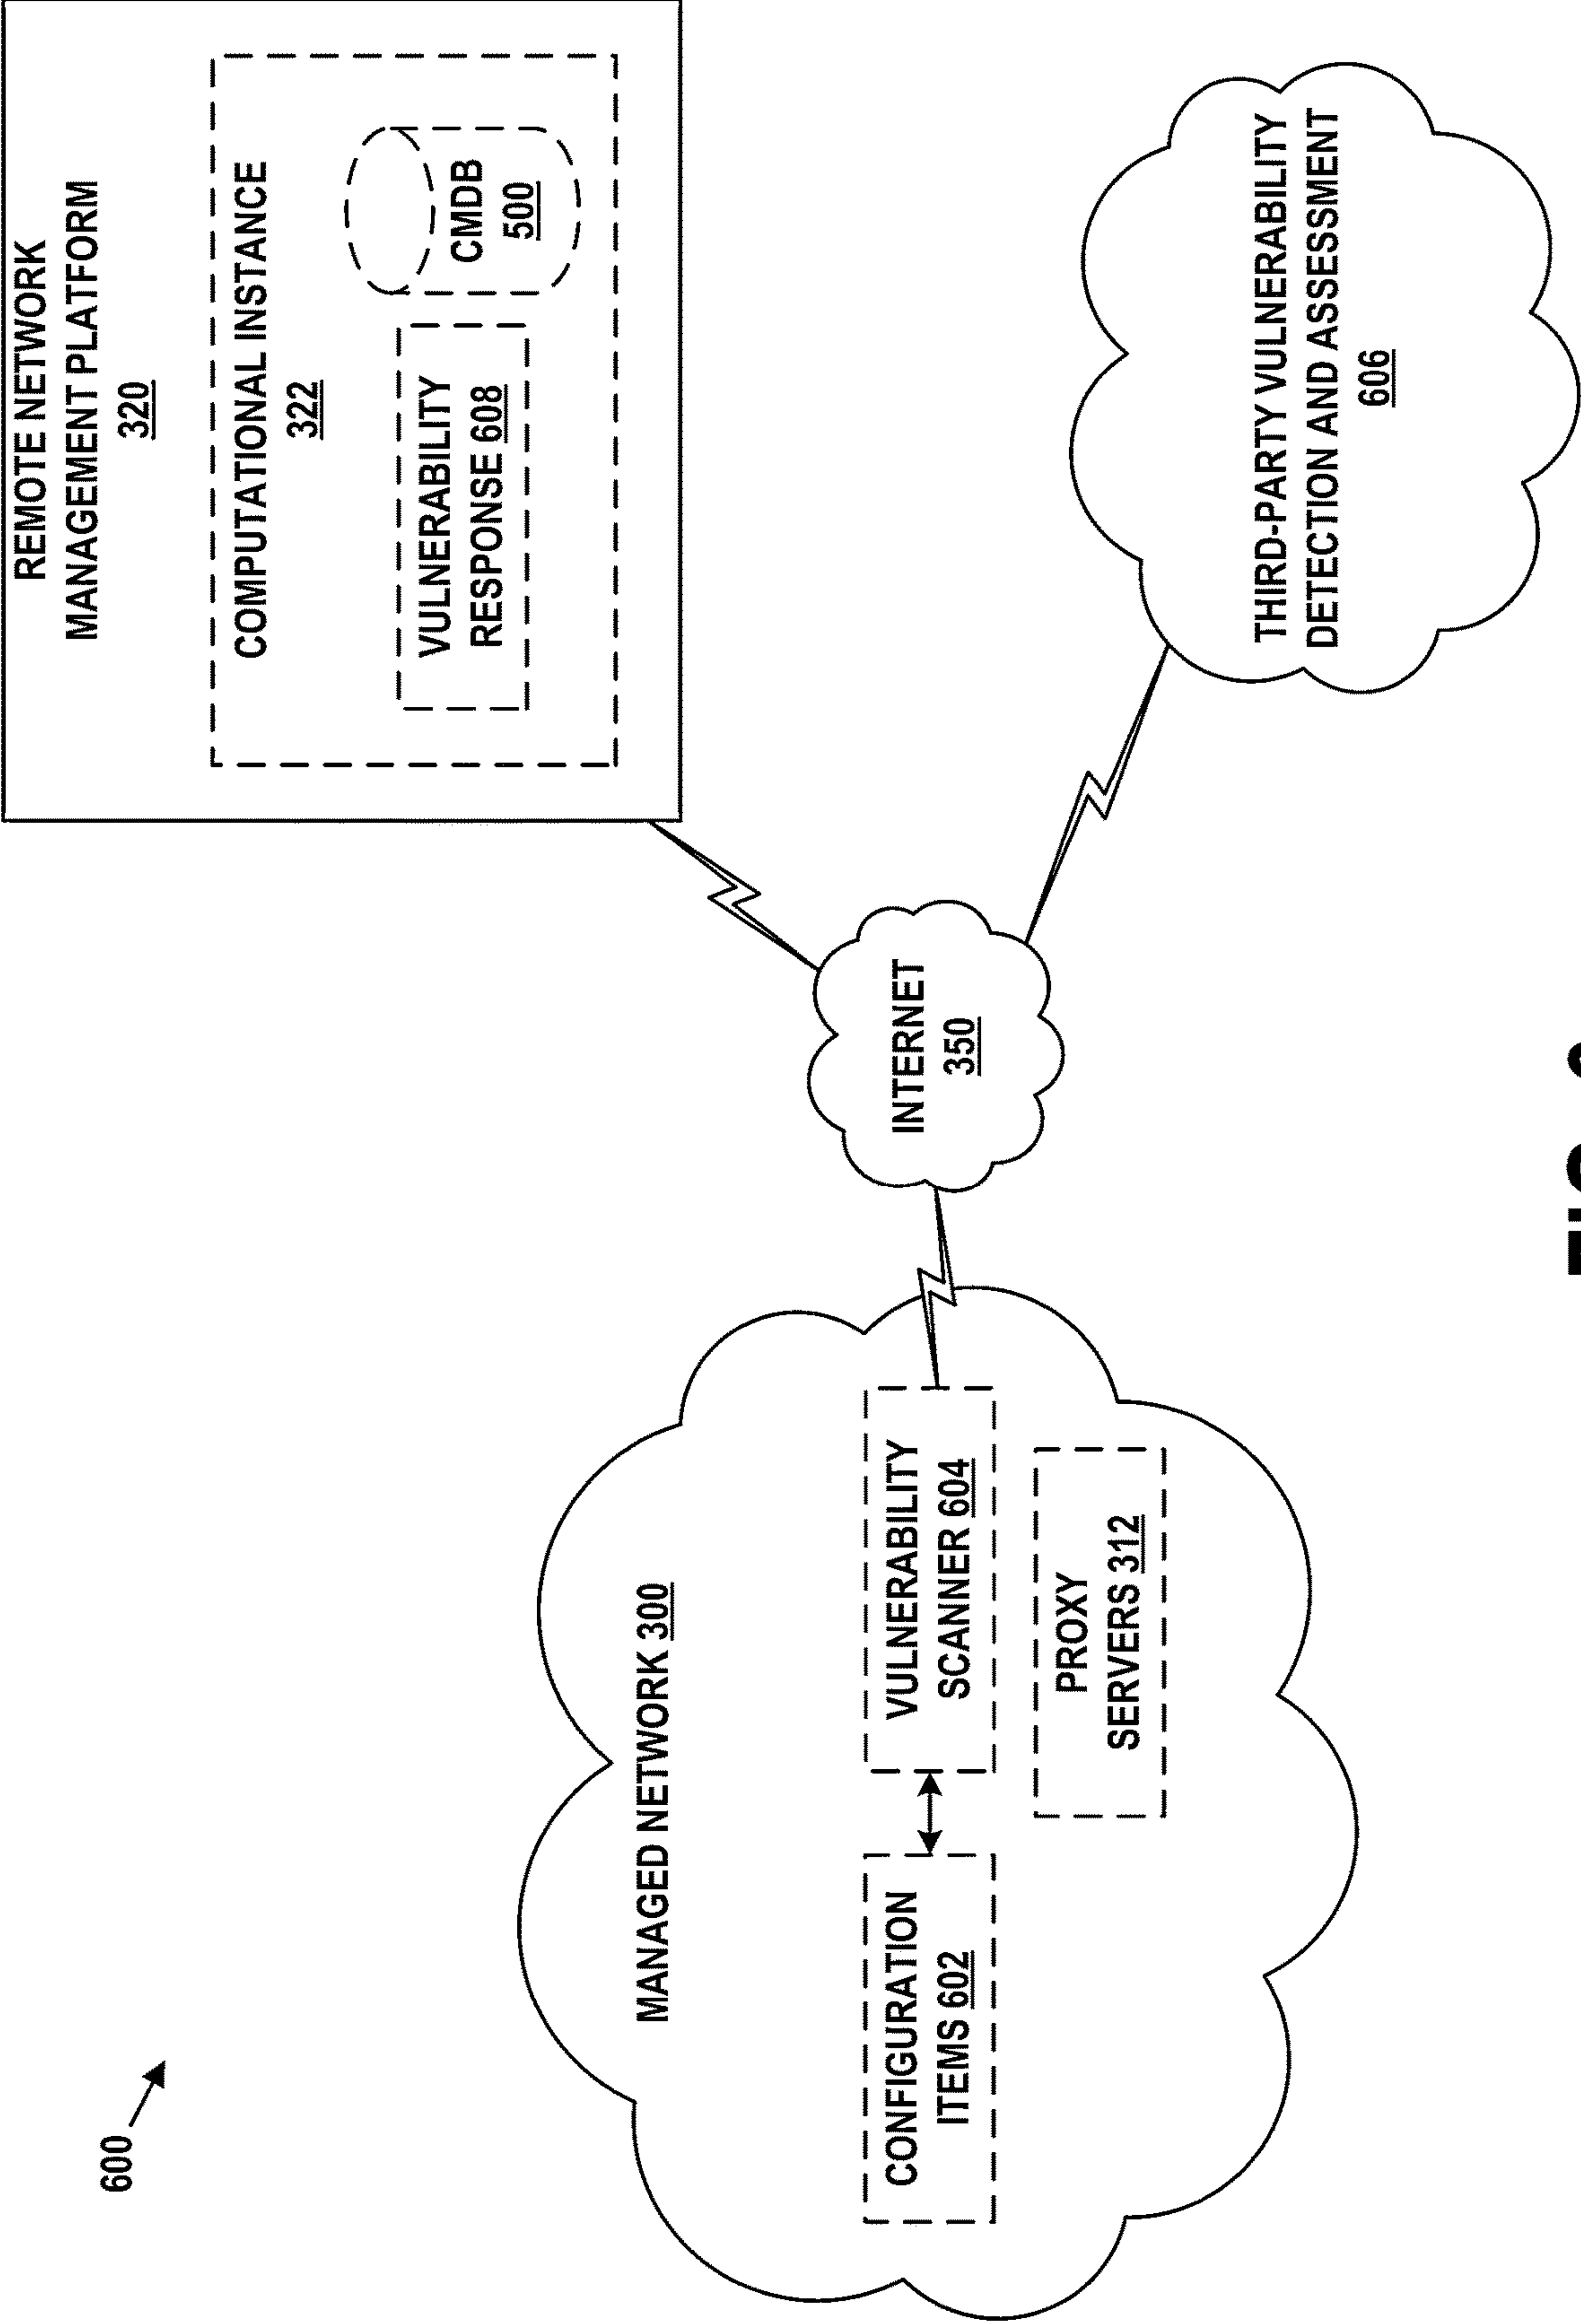 600
REMOTE NETWORK
MANAGEMENT PLATFORM
320
COMPUTATIONAL INSTANCE
322
VULNERABILITY
RESPONSE 608
CMDB
500
MANAGED NETWORK 300
CONFIGURATION
ITEMS 602
VULNERABILITY
SCANNER 604
PROXY
SERVERS 312
INTERNET
350
THIRD-PARTY VULNERABILITY
DETECTION AND ASSESSMENT
606